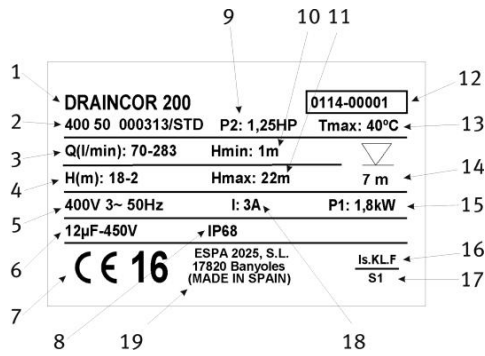 10 11
9
1
12
DRAINCOR 200
0114-00001
2
400 50 000313/STD P2: 1,25HP Tmax: 40ºC
13
3
Q(l/min): 70-283 Hmin: 1m
4
H(m): 18-2 Hmax: 22m 7 m
14
5
400V 3~ 50Hz I: 3A P1: 1,8kW
15
6
12µF-450V IP68
7
CE 16
ESPA 2025, S.L.
17820 Banyoles
(MADE IN SPAIN)
Is.KL.F
S1
16
17
8
19
18